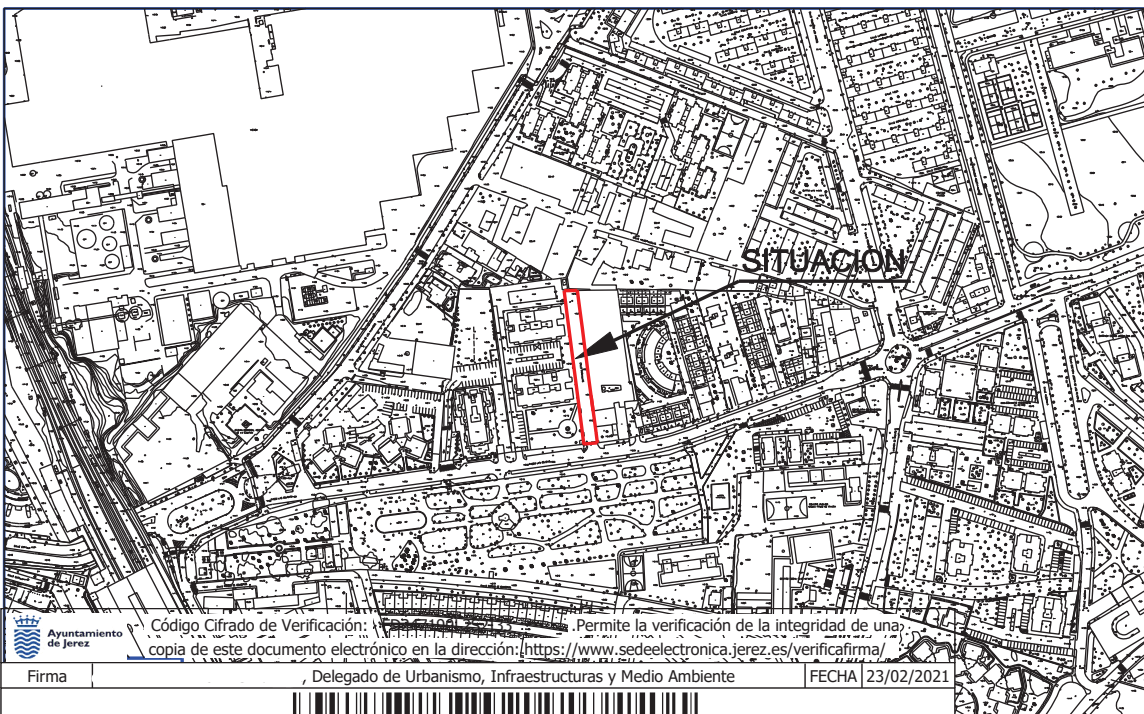 SITUACION
Ayuntamiento
de Jerez
Código Cifrado de Verificación: .Permite la verificación de la integridad de una
copia de este documento electrónico en la dirección: https://www.sedeelectronica.jerez.es/verificafirma/
Firma , Delegado de Urbanismo, Infraestructuras y Medio Ambiente FECHA 23/02/2021